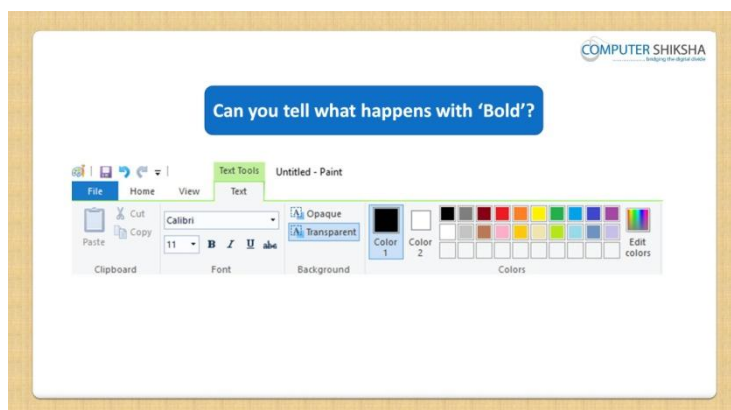 COMPUTER SHIKSHA
bridging the digital divide
Can you tell what happens with ‘Bold’?
Text Tools Untitled - Paint
File Home View Text
Cut
Calibri
Opaque
Copy
Transparent
Paste
11 B I U abc
Color 1
Color 2
Edit colors
Clipboard Font Background Colors